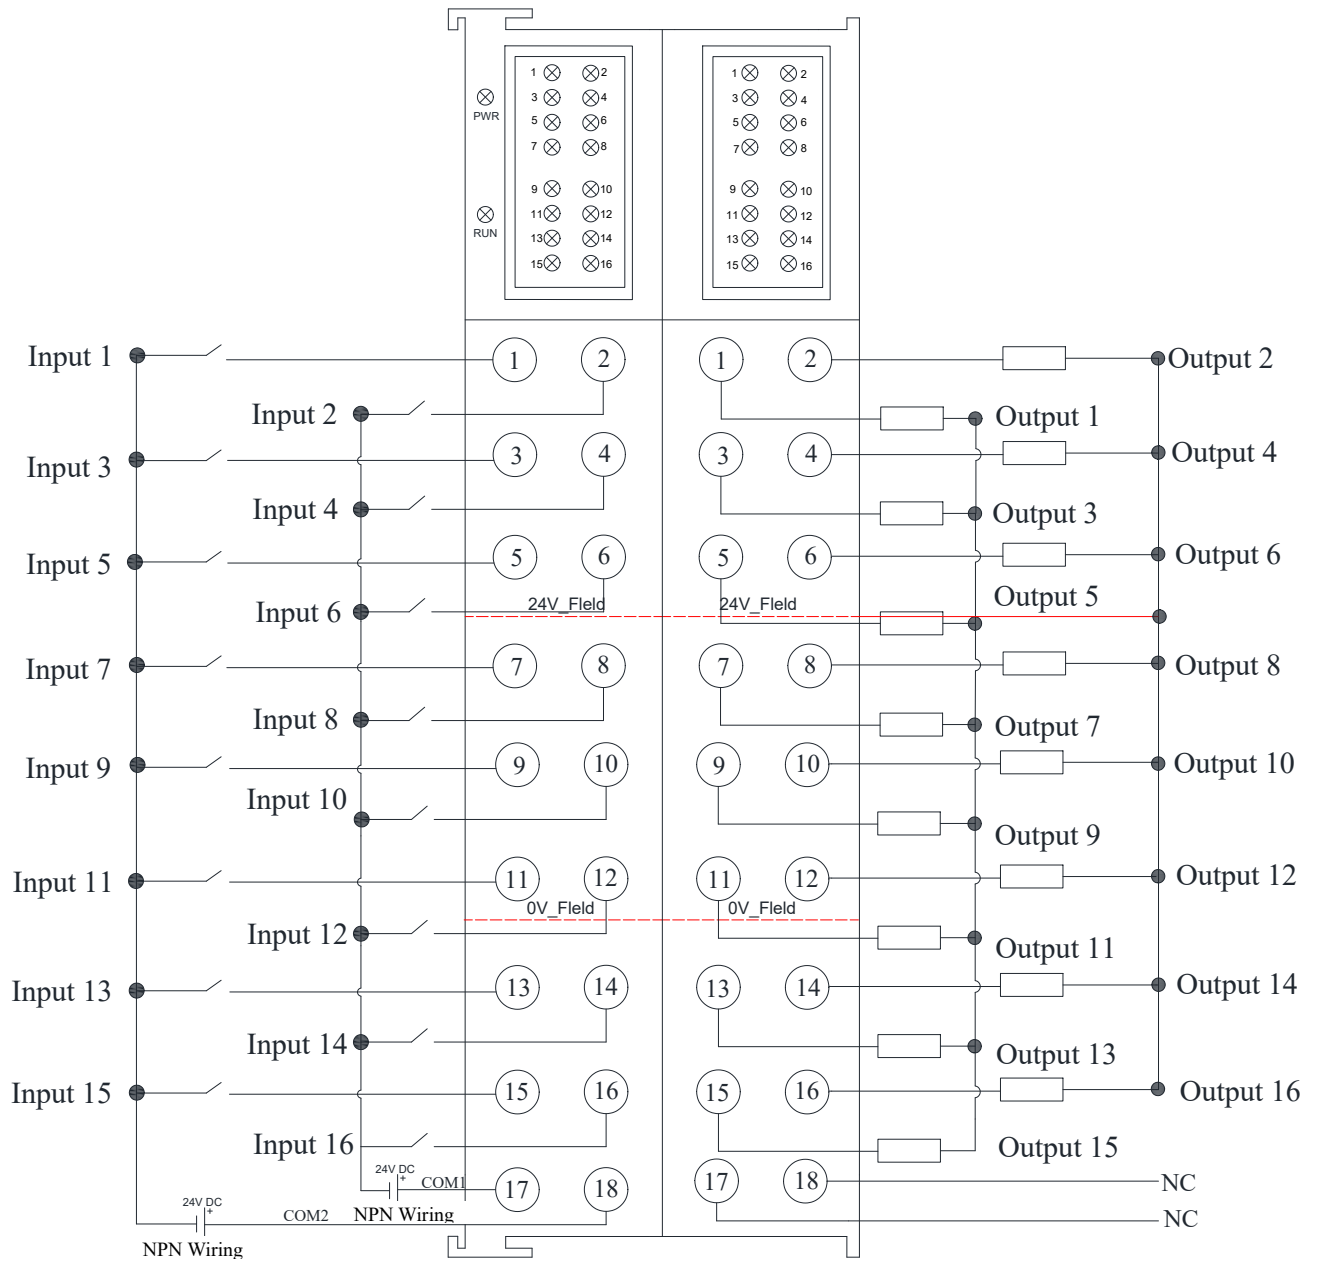 1 2 1 2
3 4 3 4
PWR
5 6 5 6
7 8 7 8
9 10 9 10
11 12 11 12
RUN
13 14 13 14
15 16 15 16
Input 1 1 2 1 2 Output 2
Input 2 Output 1
Input 3 3 4 3 4 Output 4
Input 4 Output 3
Input 5 5 6 5 6 Output 6
Input 6 24V_FIeld 24V_FIeld Output 5
Input 7 7 8 7 8 Output 8
Input 8 Output 7
Input 9 9 10 9 10 Output 10
Input 10 Output 9
Input 11 11 12 11 12 Output 12
0V_FIeld 0V_FIeld
Input 12 Output 11
Input 13 13 14 13 14 Output 14
Input 14 Output 13
Input 15 15 16 15 16 Output 16
Input 16 Output 15
24V DC + COM1 17 18 17 18 NC
24V DC + COM2 NPN Wiring NC
NPN Wiring